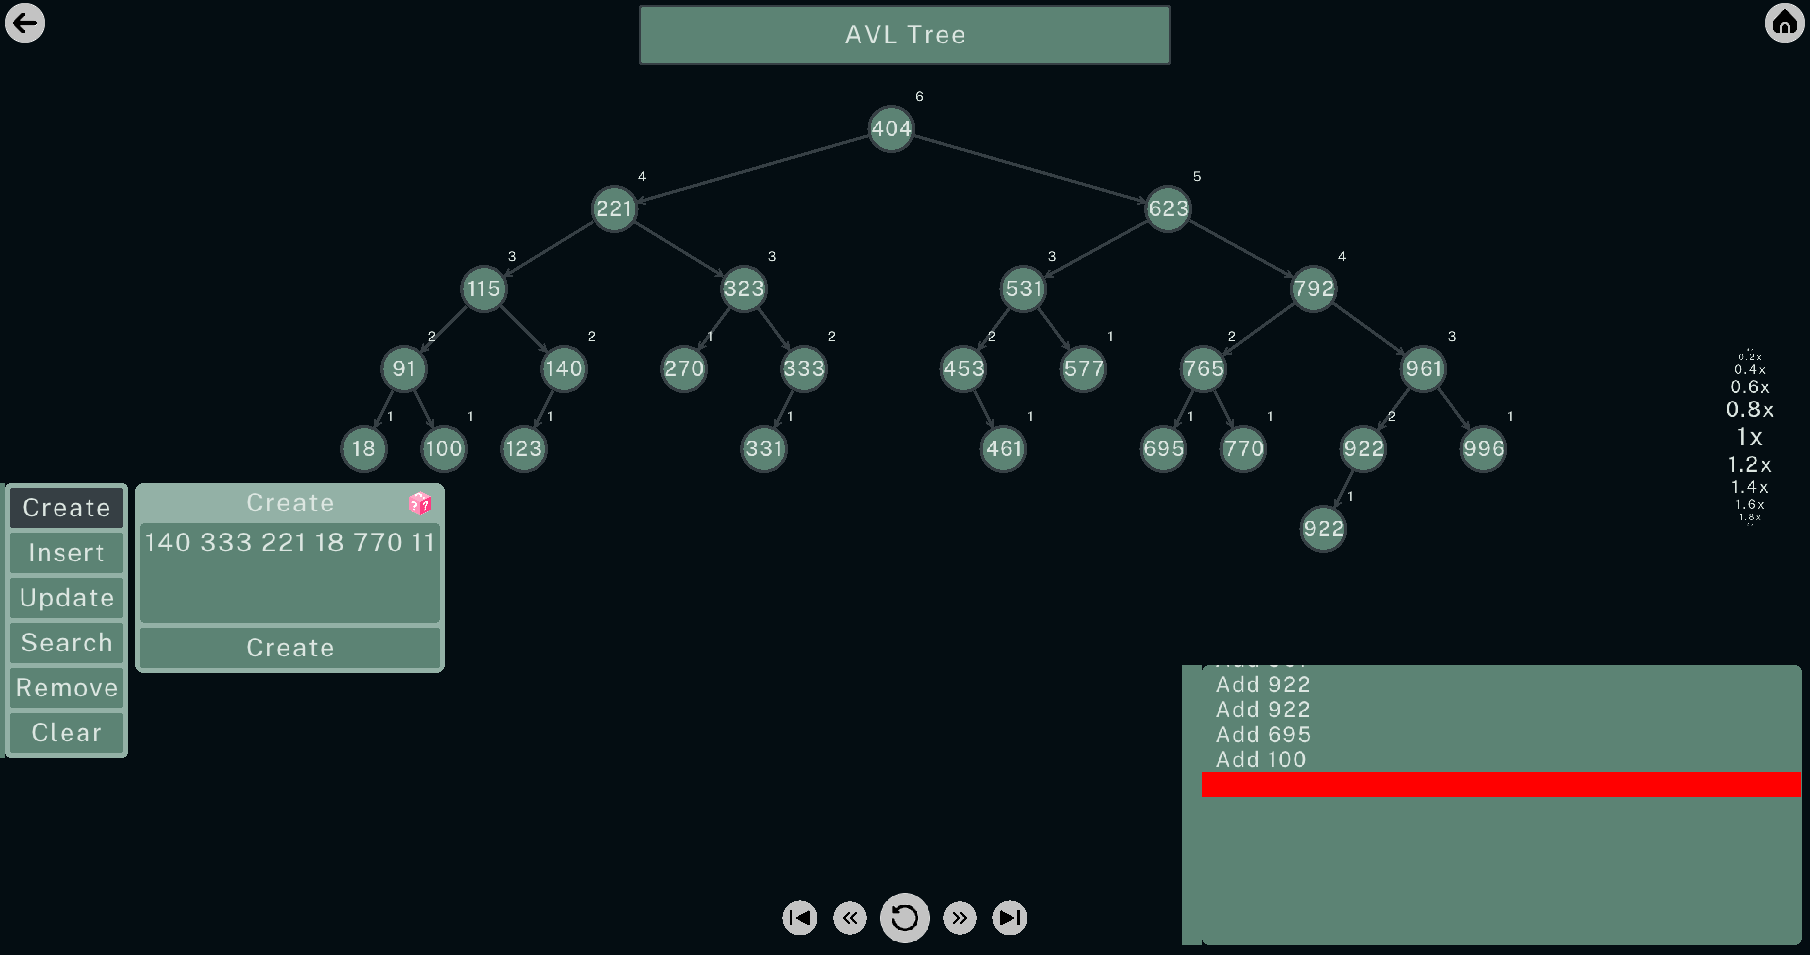 AVL Tree
6
404
4
5
221
623
3
3
3
4
115
323
531
792
2
2
1
2
2
1
2
3
91
140
270
333
453
577
765
961
1
1
1
1
1
1
1
2
1
18
100
123
331
461
695
770
922
996
1
922
0.2x
0.4x
0.6x
0.8x
1x
1.2x
1.4x
1.6x
1.8x
Create
Insert
Update
Search
Remove
Clear
Create
? ?
140 333 221 18 770 11
Create
Add 922
Add 922
Add 695
Add 100